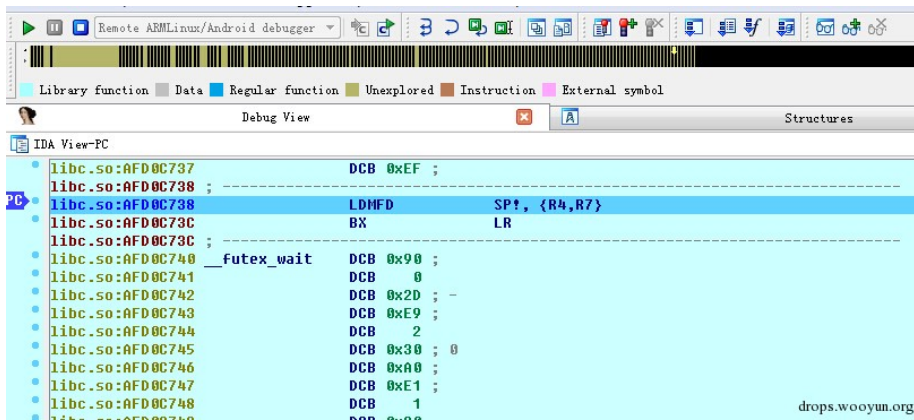 Remote ARMLinux/Android debugger
Library function Data Regular function Unexplored Instruction External symbol
Debug View Structures
IDA View-PC
libc.so:AFD0C737 DCB 0xEF ;
libc.so:AFD0C738 ; ---------------------------------------------------------------------------
PC libc.so:AFD0C738 LDMFD SP!, {R4,R7}
libc.so:AFD0C73C BX LR
libc.so:AFD0C73C ; ---------------------------------------------------------------------------
libc.so:AFD0C740 __futex_wait DCB 0x90 ;
libc.so:AFD0C741 DCB 0
libc.so:AFD0C742 DCB 0x2D ; -
libc.so:AFD0C743 DCB 0xE9 ;
libc.so:AFD0C744 DCB 2
libc.so:AFD0C745 DCB 0x30 ; 0
libc.so:AFD0C746 DCB 0xA0 ;
libc.so:AFD0C747 DCB 0xE1 ;
libc.so:AFD0C748 DCB 1
drops.wooyun.org